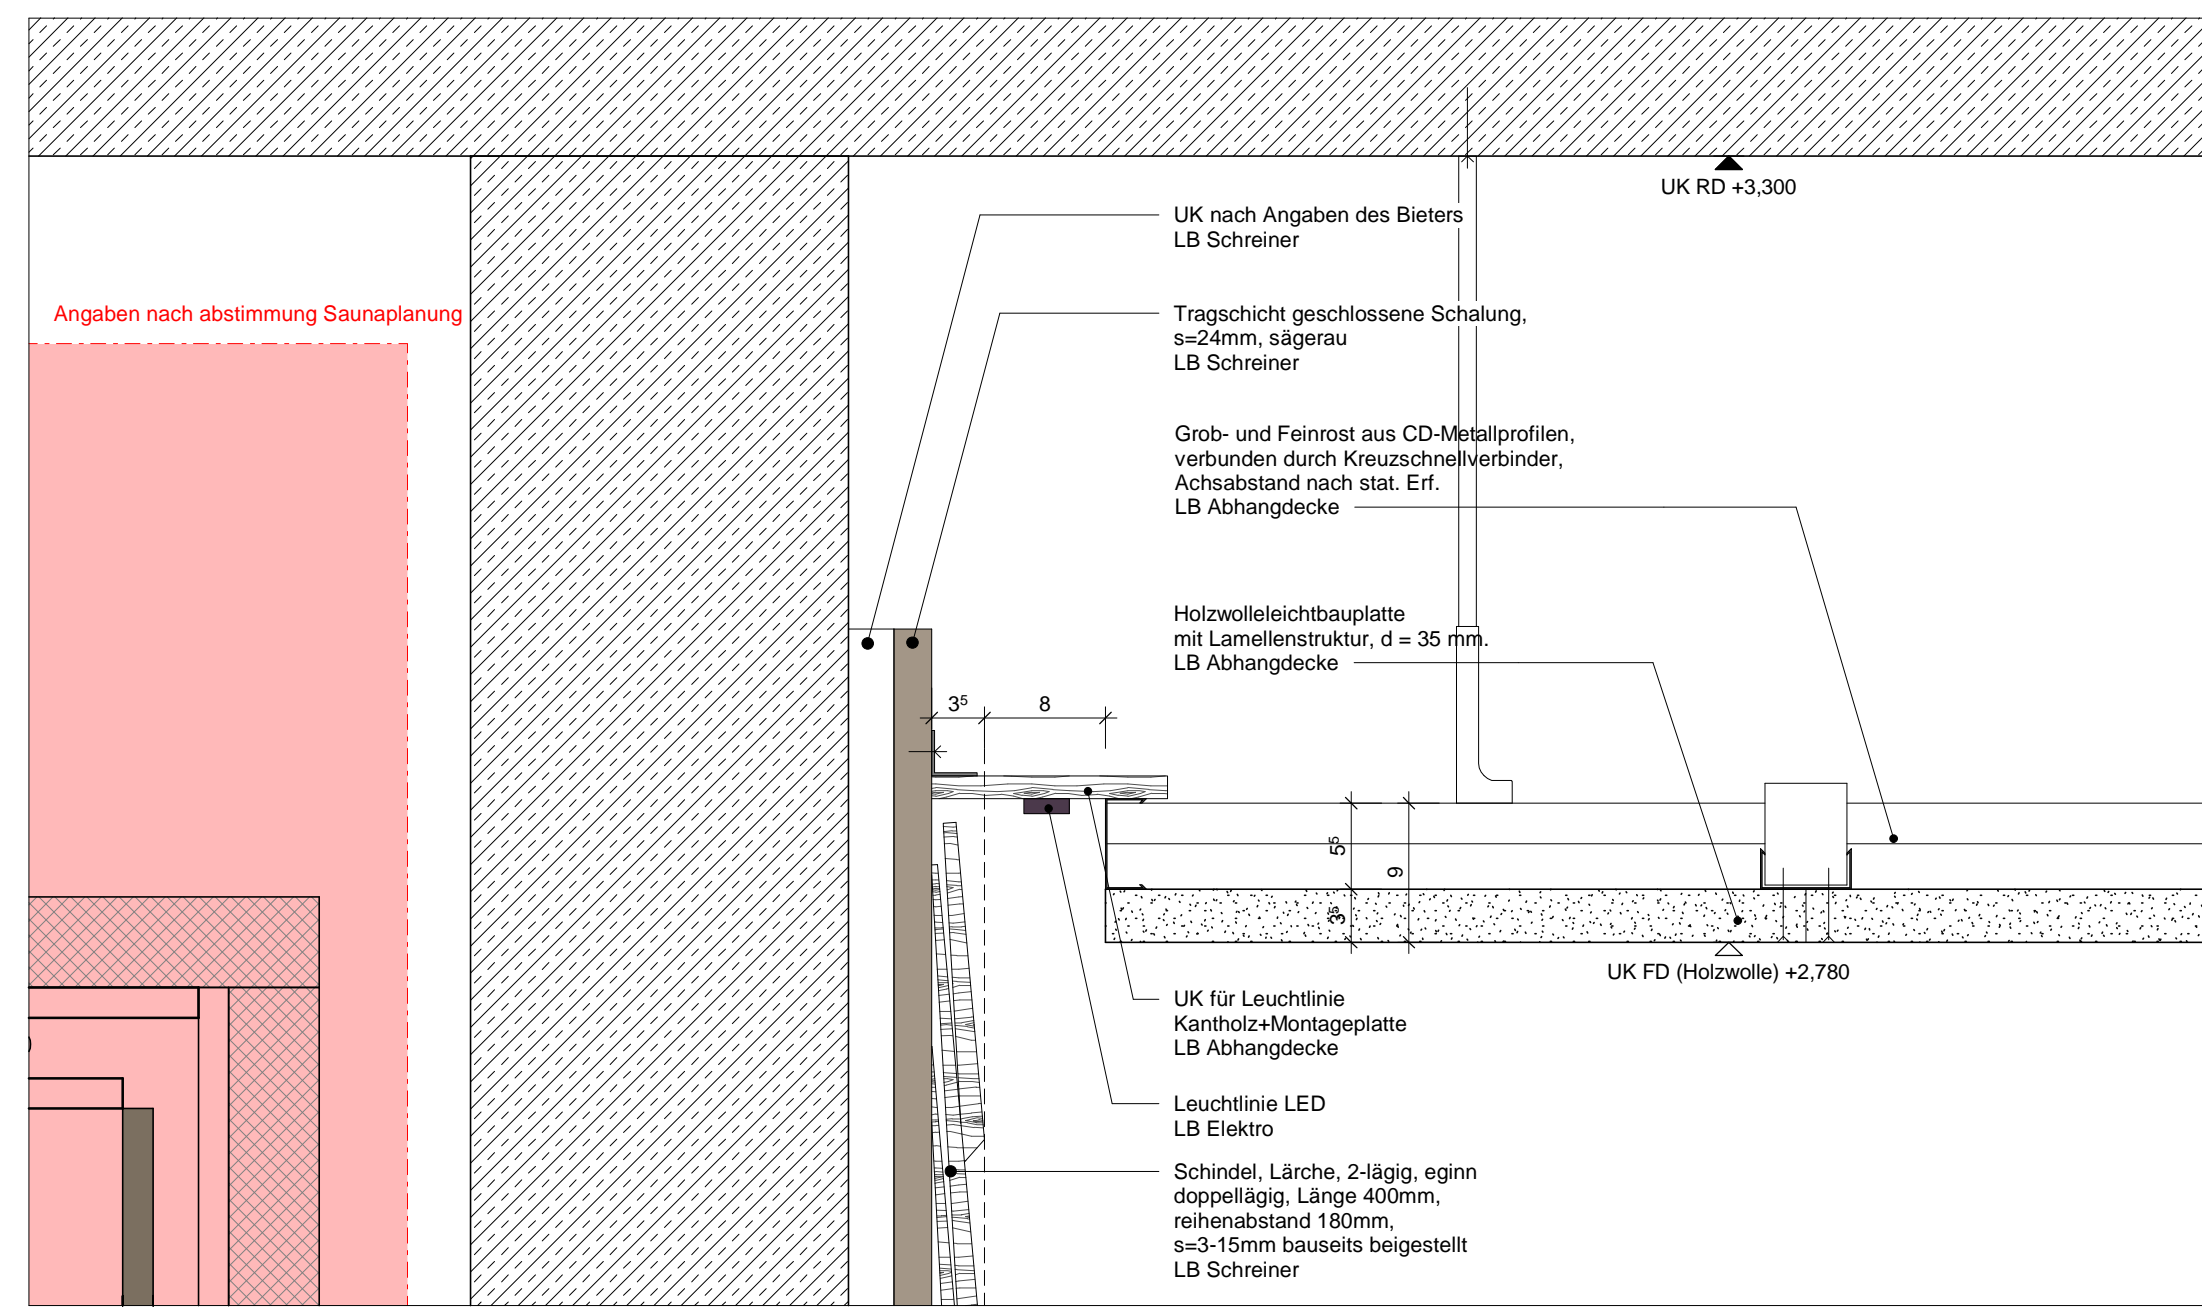 UK RD +3,300
UK nach Angaben des Bieters
LB Schreiner
Angaben nach abstimmung Saunaplanung
Tragschicht geschlossene Schalung,
s=24mm, sägerau
LB Schreiner
Grob- und Feinrost aus CD-Metallprofilen,
verbunden durch Kreuzschnellverbinder,
Achsabstand nach stat. Erf.
LB Abhangdecke
Holzwolleleichtbauplatte
mit Lamellenstruktur, d = 35 mm.
LB Abhangdecke
3⁵ 8
5⁵
9
3⁵
UK FD (Holzwolle) +2,780
UK für Leuchtlinie
Kantholz+Montageplatte
LB Abhangdecke
Leuchtlinie LED
LB Elektro
Schindel, Lärche, 2-lägig, eginn
doppellägig, Länge 400mm,
reihenabstand 180mm,
s=3-15mm bauseits beigestellt
LB Schreiner